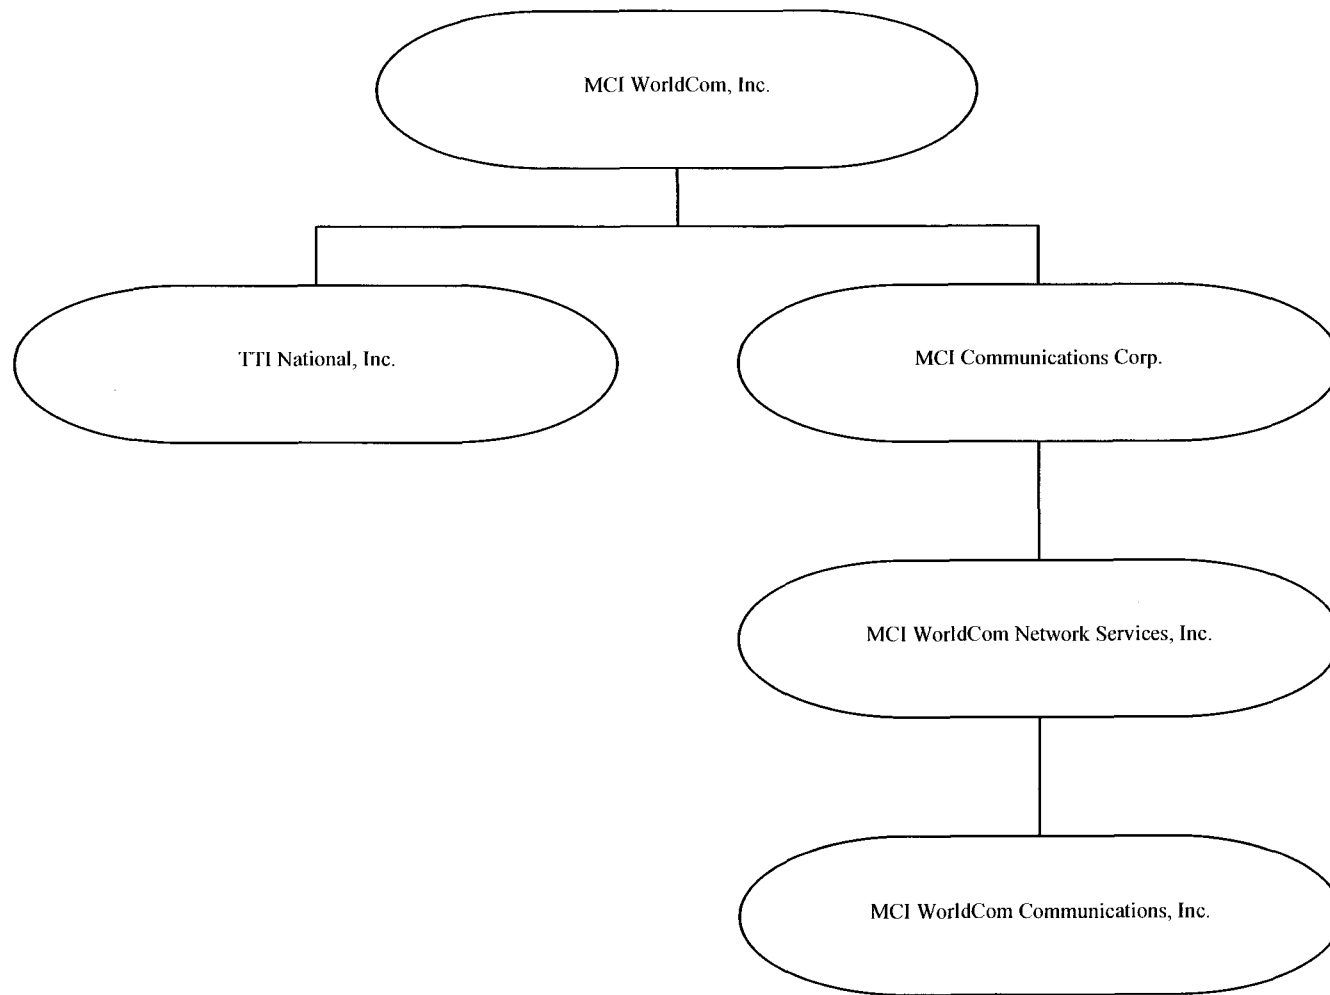 MCI WorldCom, Inc.
TTI National, Inc.
MCI Communications Corp.
MCI WorldCom Network Services, Inc.
MCI WorldCom Communications, Inc.